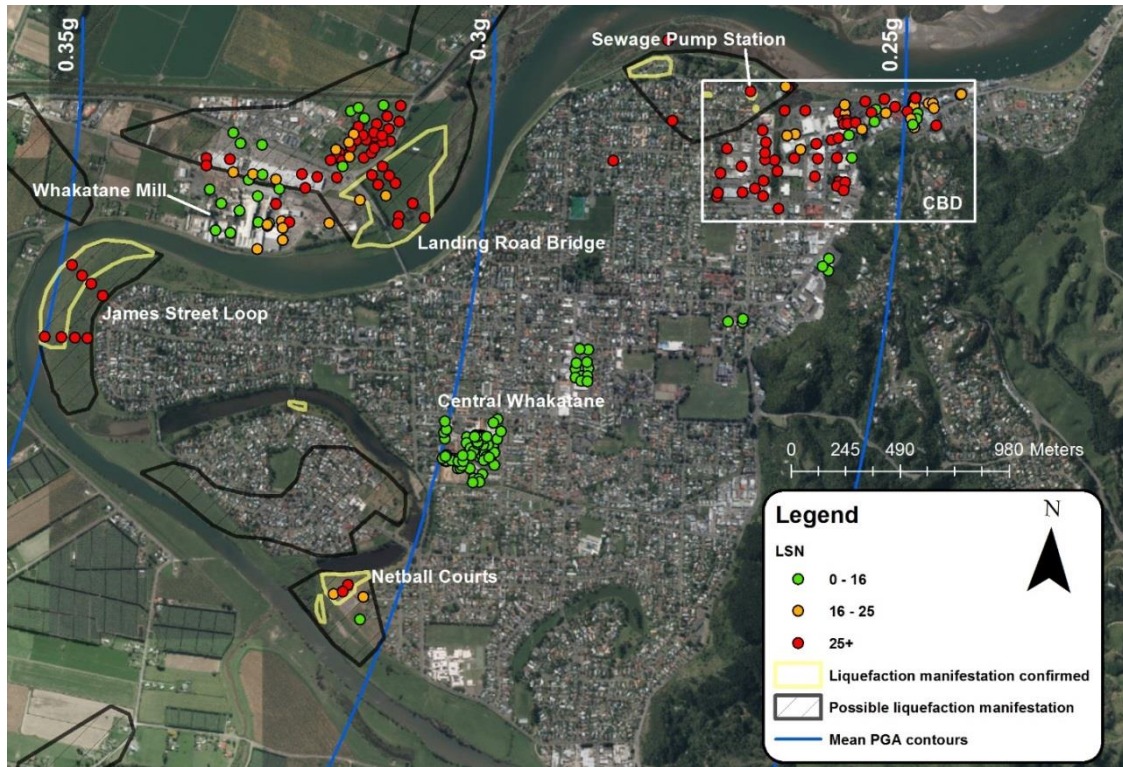 0.35g
0.3g
0.25g
Sewage Pump Station
CBD
Whakatane Mill
Landing Road Bridge
James Street Loop
Central Whakatane
Netball Courts
0 245 490 980 Meters
Legend
N
LSN
0 - 16
16 - 25
25+
Liquefaction manifestation confirmed
Possible liquefaction manifestation
Mean PGA contours